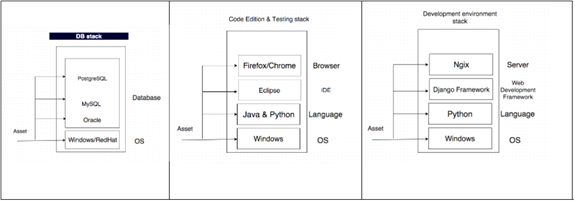 DB stack
PostgreSQL
MySQL
Oracle
Database
Asset
Windows/RedHat
OS
Code Edition & Testing stack
Firefox/Chrome
Browser
Eclipse
IDE
Java & Python
Language
Asset
Windows
OS
Development environment
stack
Ngix
Server
Django Framework
Web
Development
Framework
Python
Language
Asset
Windows
OS